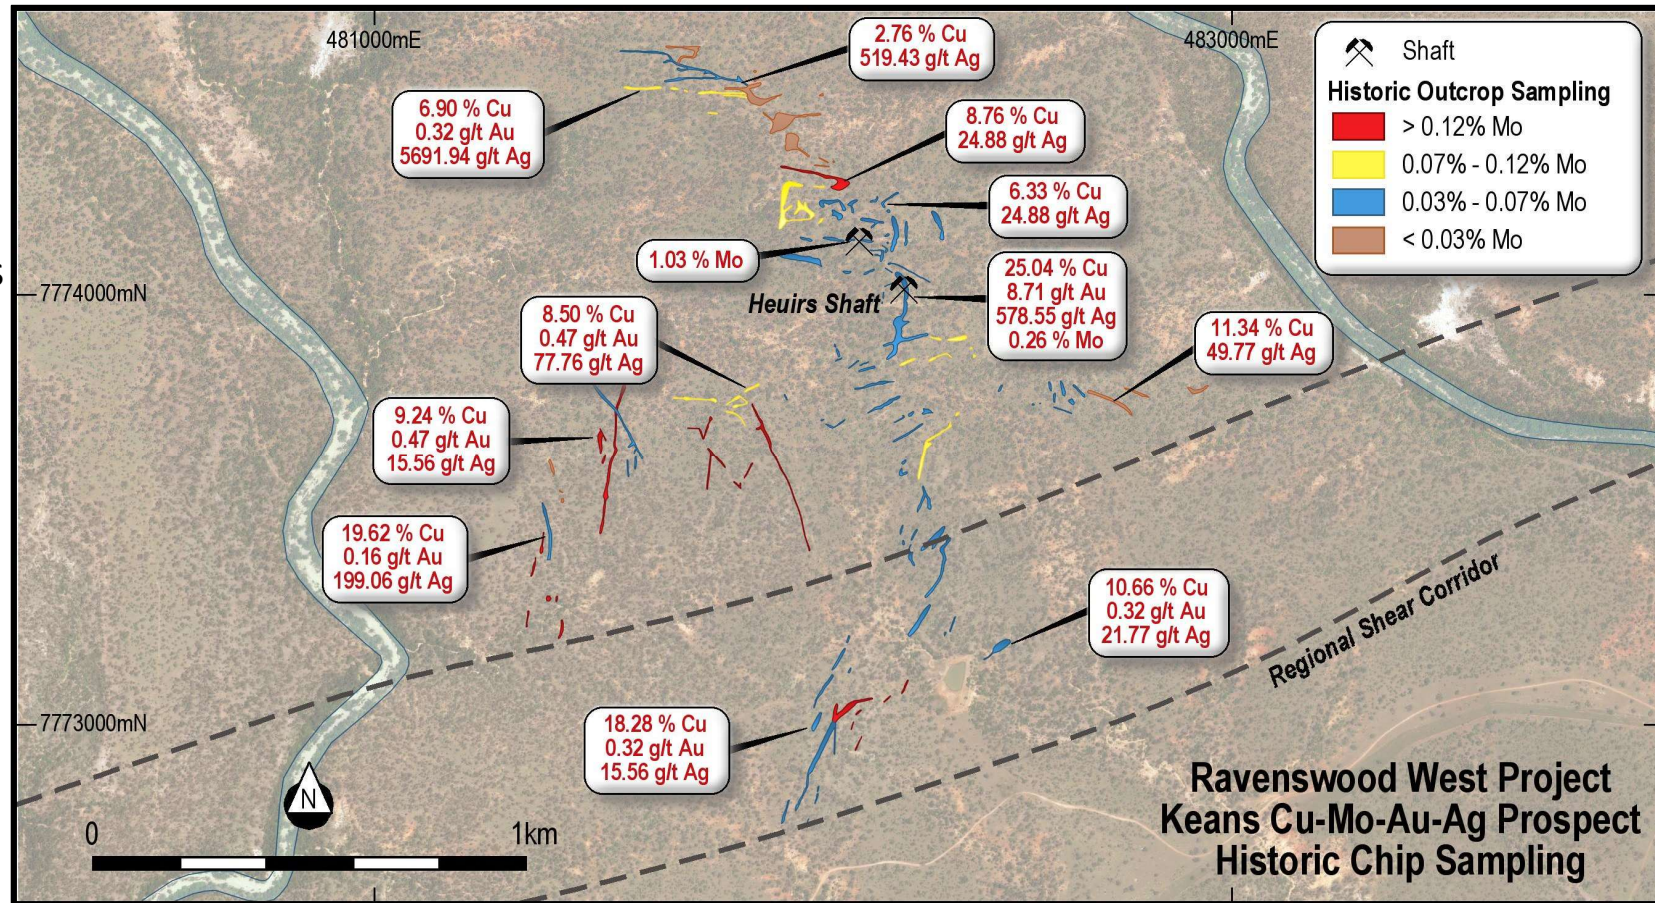 481000mE
483000mE
2.76 % Cu
519.43 g/t Ag
6.90 % Cu
0.32 g/t Au
5691.94 g/t Ag
8.76 % Cu
24.88 g/t Ag
6.33 % Cu
24.88 g/t Ag
1.03 % Mo
25.04 % Cu
8.71 g/t Au
578.55 g/t Ag
0.26 % Mo
Heuirs Shaft
s
7774000mN
8.50 % Cu
0.47 g/t Au
77.76 g/t Ag
11.34 % Cu
49.77 g/t Ag
9.24 % Cu
0.47 g/t Au
15.56 g/t Ag
19.62 % Cu
0.16 g/t Au
199.06 g/t Ag
10.66 % Cu
0.32 g/t Au
21.77 g/t Ag
Regional Shear Corridor
7773000mN
18.28 % Cu
0.32 g/t Au
15.56 g/t Ag
Shaft
Historic Outcrop Sampling
> 0.12% Mo
0.07% - 0.12% Mo
0.03% - 0.07% Mo
< 0.03% Mo
N
0
1km
Ravenswood West Project
Keans Cu-Mo-Au-Ag Prospect
Historic Chip Sampling